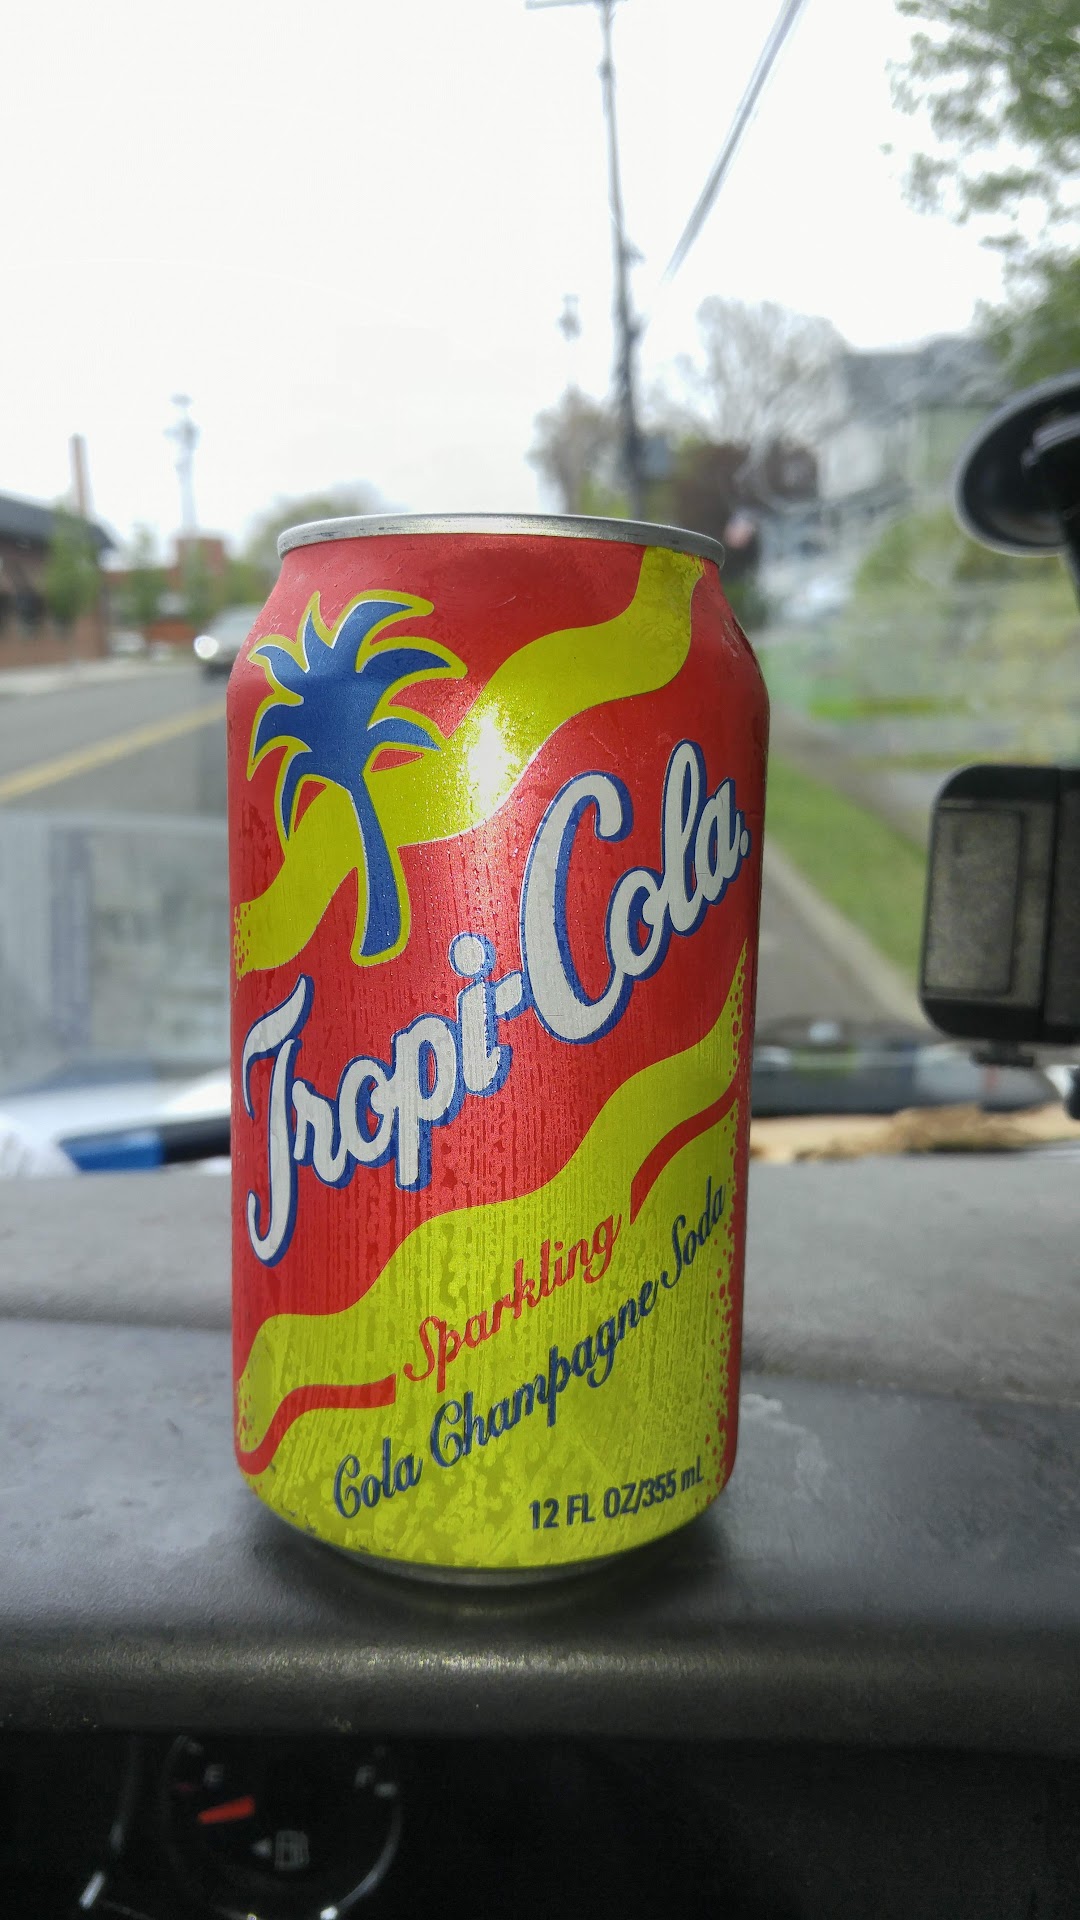 Tropi-Cola.
Sparkling
Cola Champagne Soda
12 FL OZ/355 mL
E F